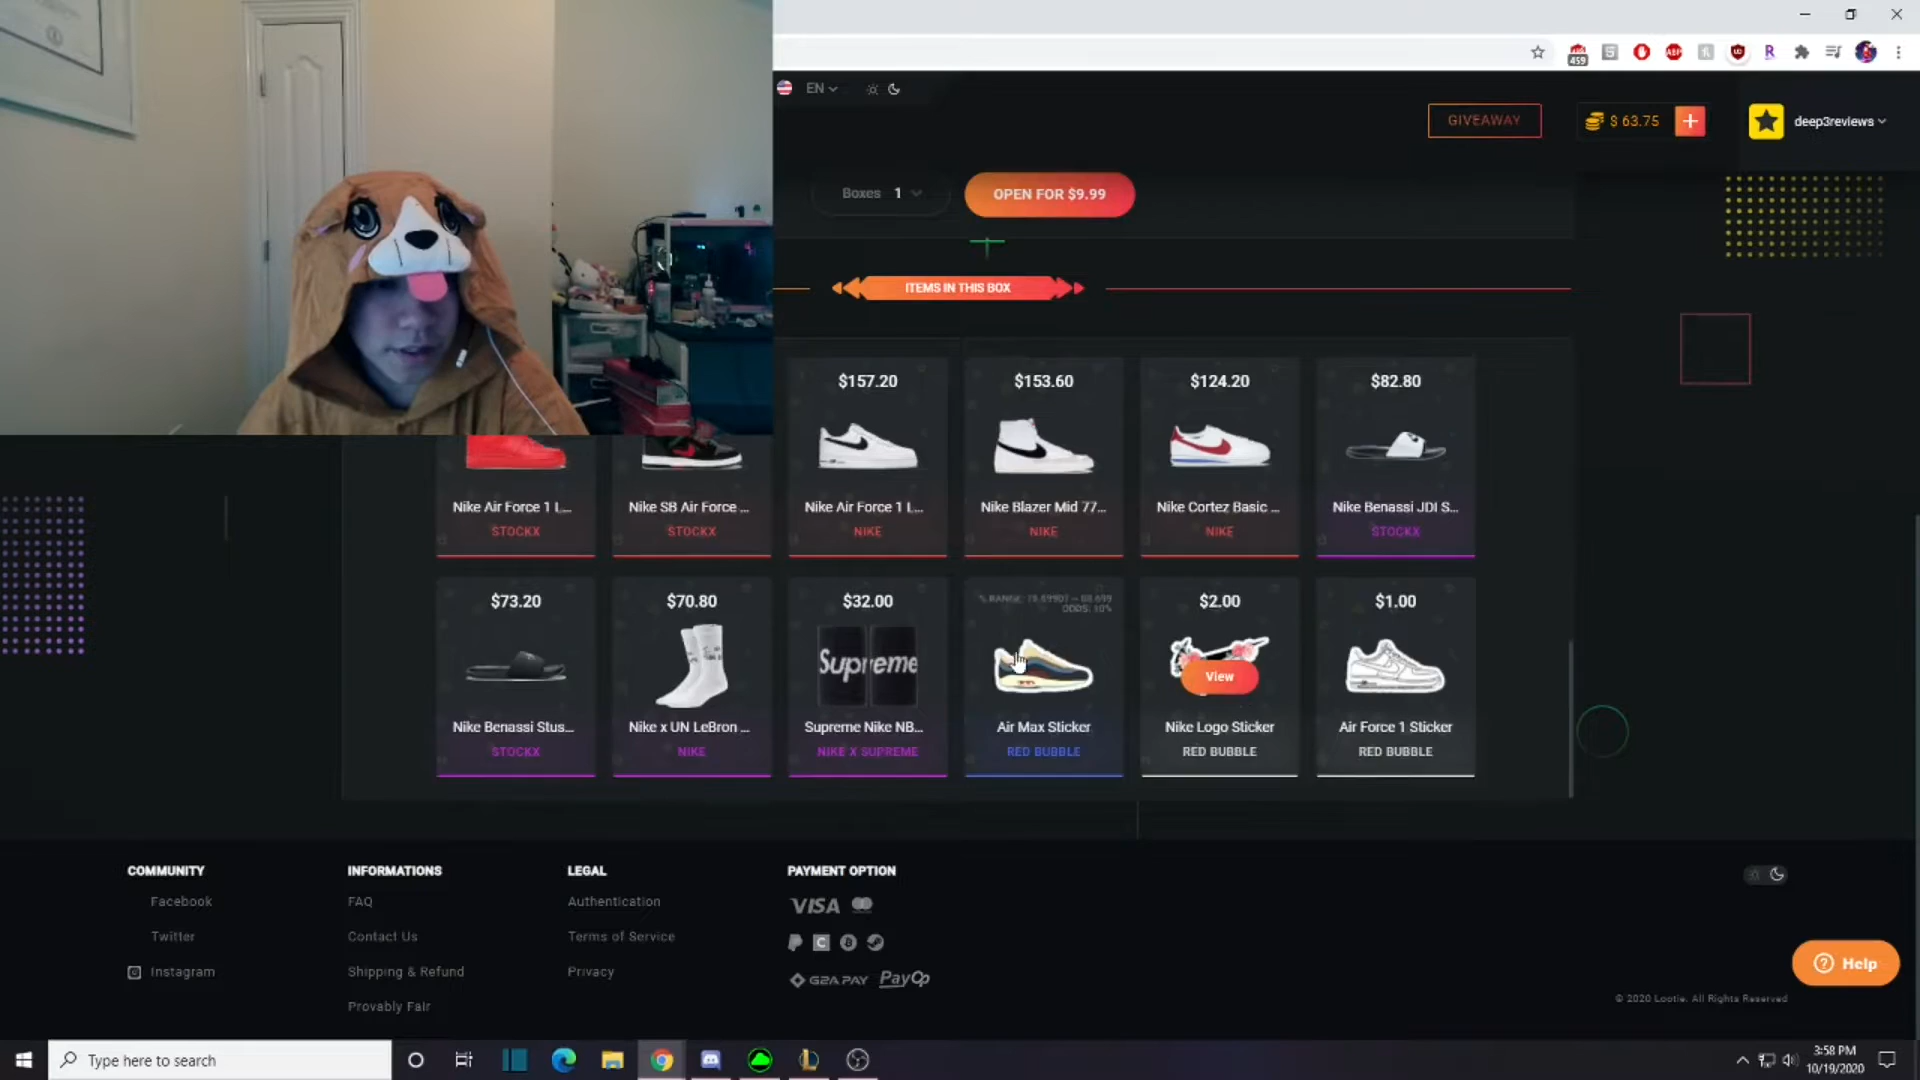 459
ABP
EN
GIVEAWAY
$ 63.75
deep3reviews
Boxes 1
OPEN FOR $9.99
ITEMS IN THIS BOX
$157.20
$153.60
$124.20
$82.80
Nike Air Force 1 L...
Nike SB Air Force ...
Nike Air Force 1 L...
Nike Blazer Mid 77...
Nike Cortez Basic ...
Nike Benassi JDI S...
STOCKX
STOCKX
NIKE
NIKE
NIKE
STOCKX
$73.20
$70.80
$32.00
$2.00
$1.00
ODDS: 10%
Supreme
View
Nike Benassi Stus...
Nike x UN LeBron ...
Supreme Nike NB...
Air Max Sticker
Nike Logo Sticker
Air Force 1 Sticker
STOCKX
NIKE
NIKE X SUPREME
RED BUBBLE
RED BUBBLE
RED BUBBLE
COMMUNITY
INFORMATIONS
LEGAL
PAYMENT OPTION
Facebook
FAQ
Authentication
VISA
Twitter
Contact Us
Terms of Service
Instagram
Shipping & Refund
Privacy
G2A PAY
PayOp
Help
Provably Fair
© 2020 Lootie. All Rights Reserved
Type here to search
3:58 PM
10/19/2020